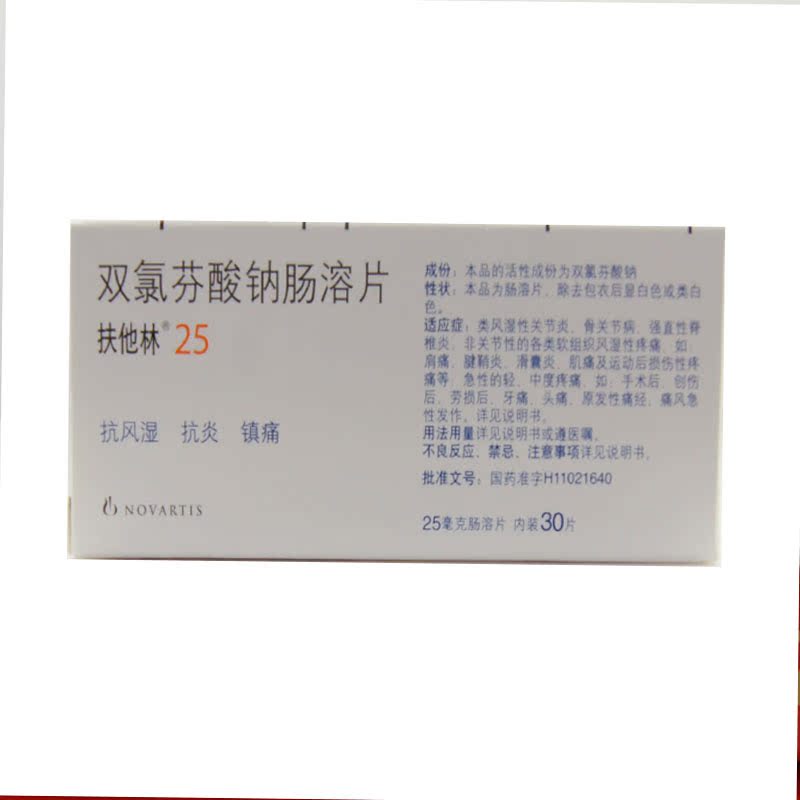 双氯芬酸钠肠溶片
扶他林® 25
抗风湿 抗炎 镇痛
NOVARTIS
成份：本品的活性成份为双氯芬酸钠
性状：本品为肠溶片，除去包衣后显白色或类白
色。
适应症：类风湿性关节炎，骨关节病，强直性脊
椎炎，非关节性的各类软组织风湿性疼痛，如：
肩痛，腱鞘炎，滑囊炎，肌痛及运动后损伤性疼
痛等；急性的轻、中度疼痛，如：手术后，创伤
后，劳损后，牙痛，头痛，原发性痛经，痛风急
性发作。详见说明书。
用法用量详见说明书或遵医嘱。
不良反应、禁忌、注意事项详见说明书。
批准文号：国药准字H11021640
25毫克肠溶片 内装30片